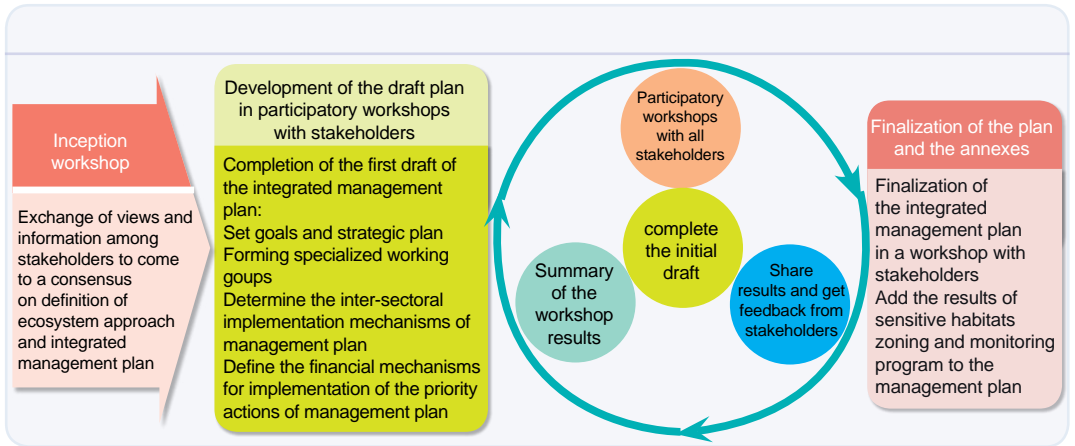 Inception
workshop
Exchange of views and
information among
stakeholders to come
to a consensus
on definition of
ecosystem approach
and integrated
management plan
Development of the draft plan
in participatory workshops
with stakeholders
Completion of the first draft of
the integrated management
plan:
Set goals and strategic plan
Forming specialized working
goups
Determine the inter-sectoral
implementation mechanisms of
management plan
Define the financial mechanisms
for implementation of the priority
actions of management plan
Participatory
workshops
with all
stakeholders
complete
the initial
draft
Summary
of the
workshop
results
Share
results and get
feedback from
stakeholders
Finalization of the plan
and the annexes
Finalization of
the integrated
management plan
in a workshop with
stakeholders
Add the results of
sensitive habitats
zoning and monitoring
program to the
management plan